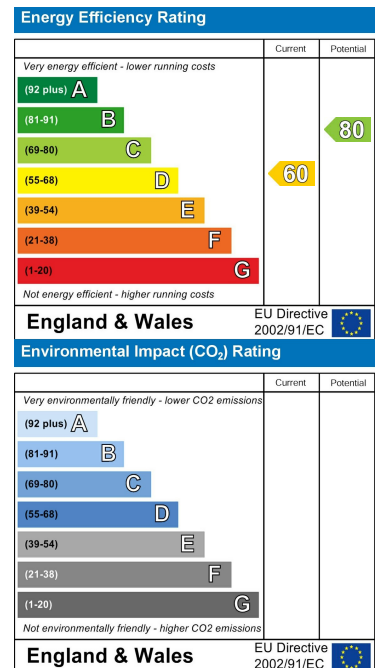 Energy Efficiency Rating
Current Potential
Very energy efficient - lower running costs
(92 plus) A
(81-91) B
(69-80) C
80
(55-68) D
60
(39-54) E
(21-38) F
(1-20) G
Not energy efficient - higher running costs
England & Wales
EU Directive
2002/91/EC
Environmental Impact (CO₂) Rating
Current Potential
Very environmentally friendly - lower CO2 emissions
(92 plus) A
(81-91) B
(69-80) C
(55-68) D
(39-54) E
(21-38) F
(1-20) G
Not environmentally friendly - higher CO2 emissions
England & Wales
EU Directive
2002/91/EC